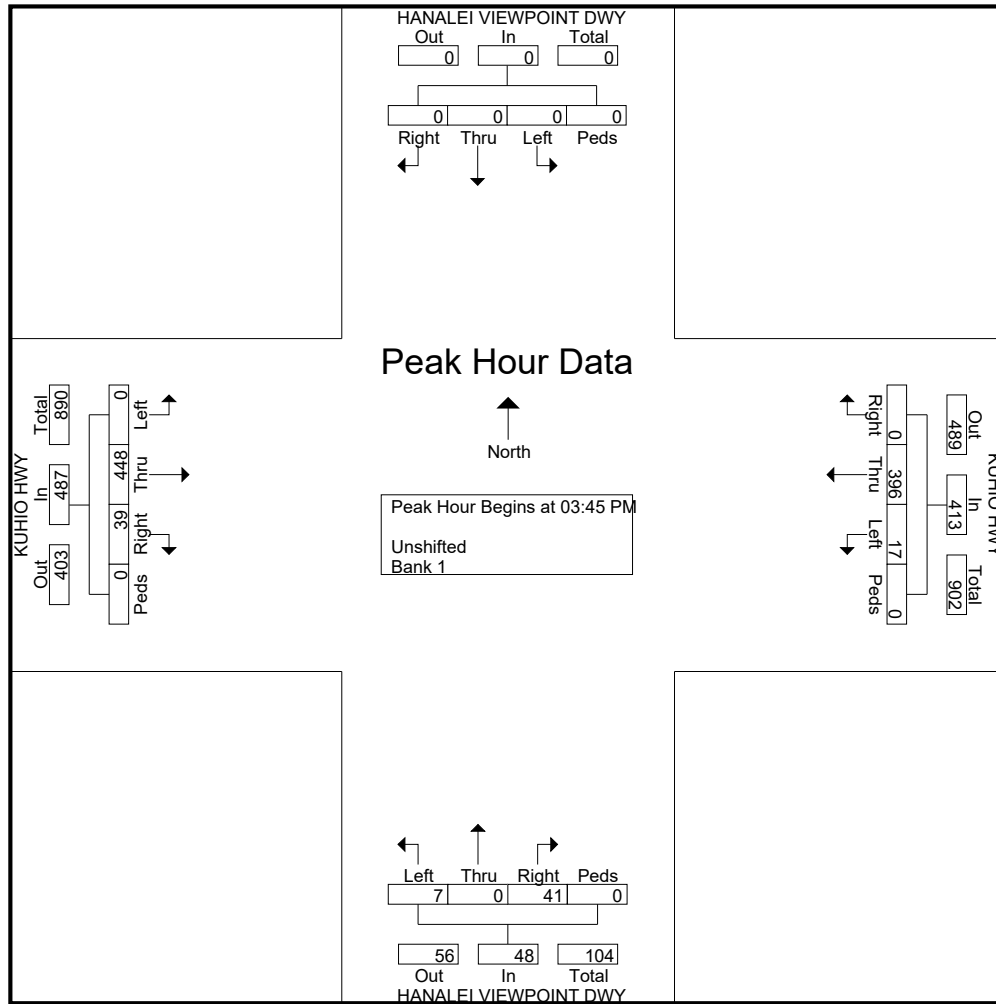 HANALEI VIEWPOINT DWY
Out In Total
0 0 0
0 0 0 0
Right Thru Left Peds
Peak Hour Data
North
Peak Hour Begins at 03:45 PM
Unshifted
Bank 1
KUHIO HWY
Total In Out
890 487 403
0 448 39 0
Left Thru Right Peds
Right Thru Left Peds
0 396 17 0
Out In Total
489 413 902
KUHIO HWY
Left Thru Right Peds
7 0 41 0
56 48 104
Out In Total
HANALEI VIEWPOINT DWY